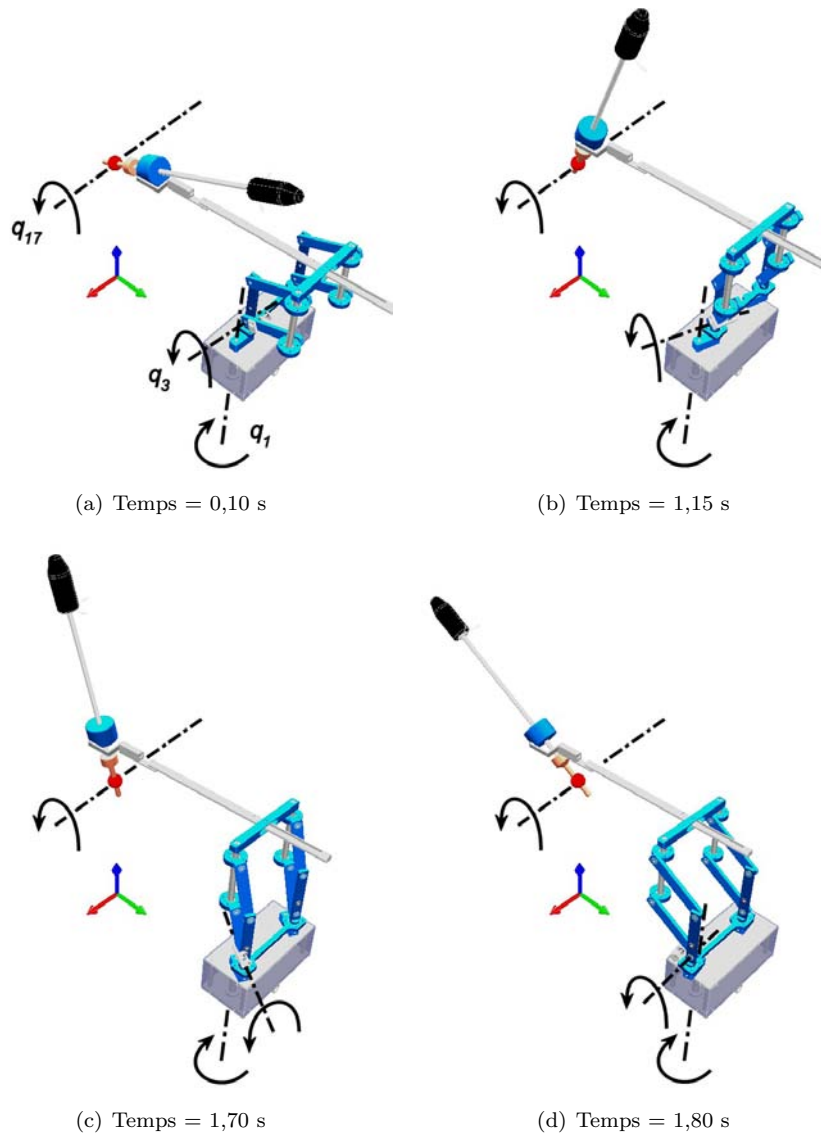 q17
q3
q1
(a) Temps = 0,10 s
(b) Temps = 1,15 s
(c) Temps = 1,70 s
(d) Temps = 1,80 s